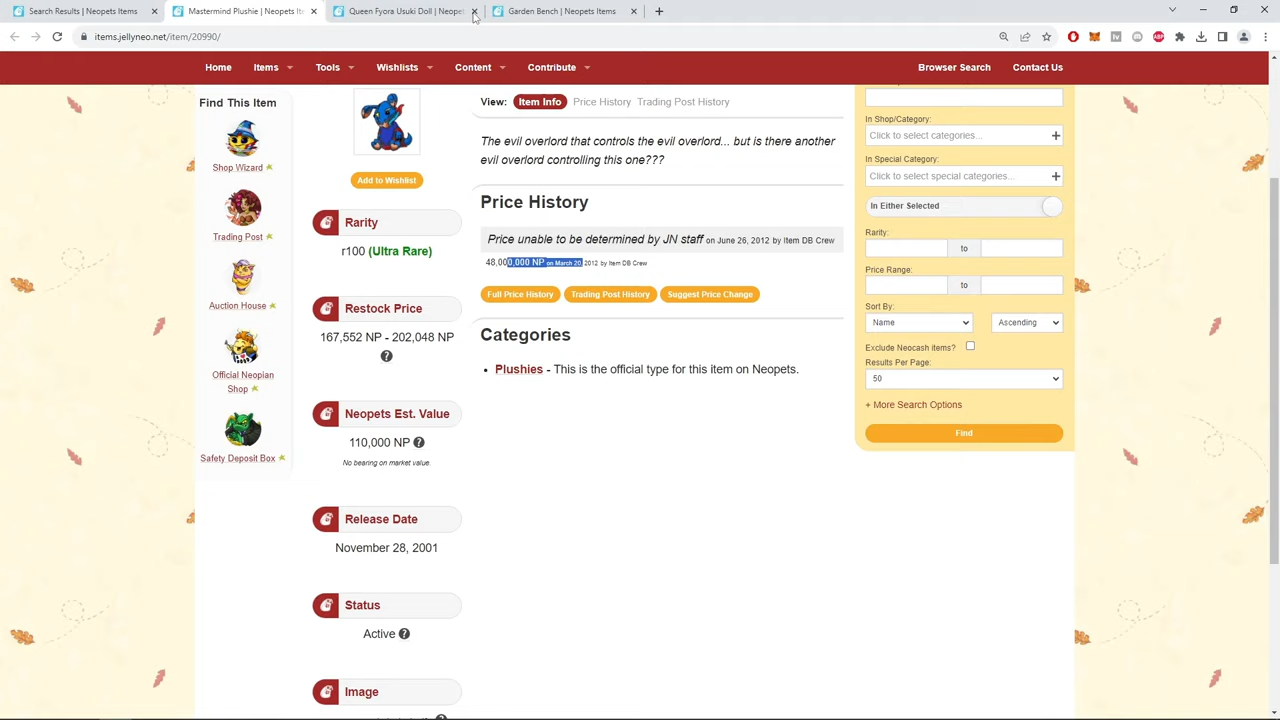 Search Results | Neopets Items
Mastermind Plushie | Neopets It
Queen Fyora Usuki Doll | Neopet
Garden Bench | Neopets Items
items.jellyneo.net/item/20990/
Home Items Tools Wishlists Content Contribute Browser Search Contact Us
Find This Item
Shop Wizard
Trading Post
Auction House
Official Neopian
Shop
Safety Deposit Box
Add to Wishlist
Rarity
r100 (Ultra Rare)
Restock Price
167,552 NP - 202,048 NP
Neopets Est. Value
110,000 NP
No bearing on market value.
Release Date
November 28, 2001
Status
Active
Image
View: Item Info Price History Trading Post History
The evil overlord that controls the evil overlord... but is there another
evil overlord controlling this one???
Price History
Price unable to be determined by JN staff on June 26, 2012 by Item DB Crew
48,000,000 NP on March 20, 2012 by Item DB Crew
Full Price History Trading Post History Suggest Price Change
Categories
Plushies - This is the official type for this item on Neopets.
In Shop/Category:
Click to select categories...
In Special Category:
Click to select special categories...
In Either Selected
Rarity:
to
Price Range:
to
Sort By:
Name Ascending
Exclude Neocash items?
Results Per Page:
50
+ More Search Options
Find